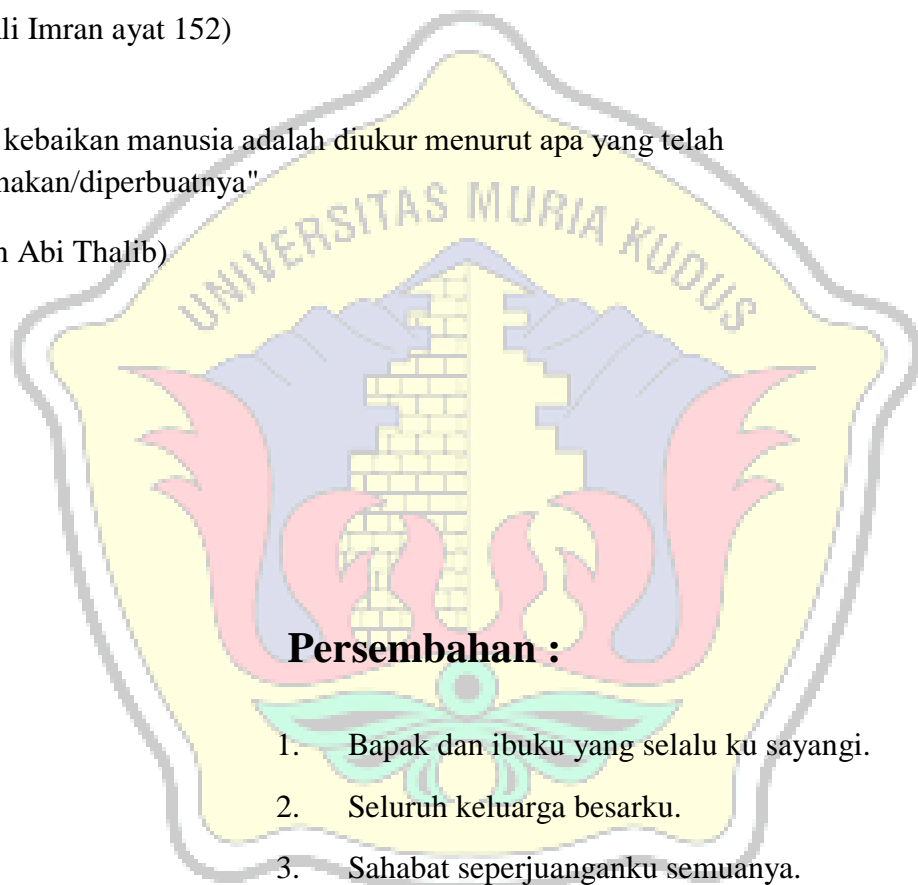 li Imran ayat 152)
kebaikan manusia adalah diukur menurut apa yang telah
nakan/diperbuatnya"
n Abi Thalib)
UNIVERSITAS MURIA KUDUS
Persembahan :
1. Bapak dan ibuku yang selalu ku sayangi.
2. Seluruh keluarga besarku.
3. Sahabat seperjuanganku semuanya.